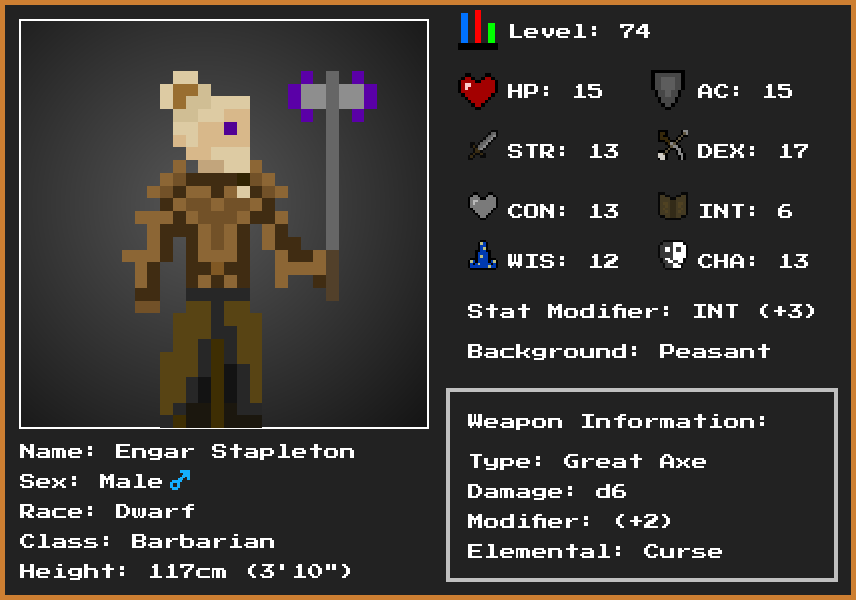 Level: 74
HP: 15
AC: 15
STR: 13
DEX: 17
CON: 13
INT: 6
WIS: 12
CHA: 13
Stat Modifier: INT (+3)
Background: Peasant
Weapon Information:
Type: Great Axe
Damage: d6
Modifier: (+2)
Elemental: Curse
Name: Engar Stapleton
Sex: Male ♂
Race: Dwarf
Class: Barbarian
Height: 117cm (3'10")